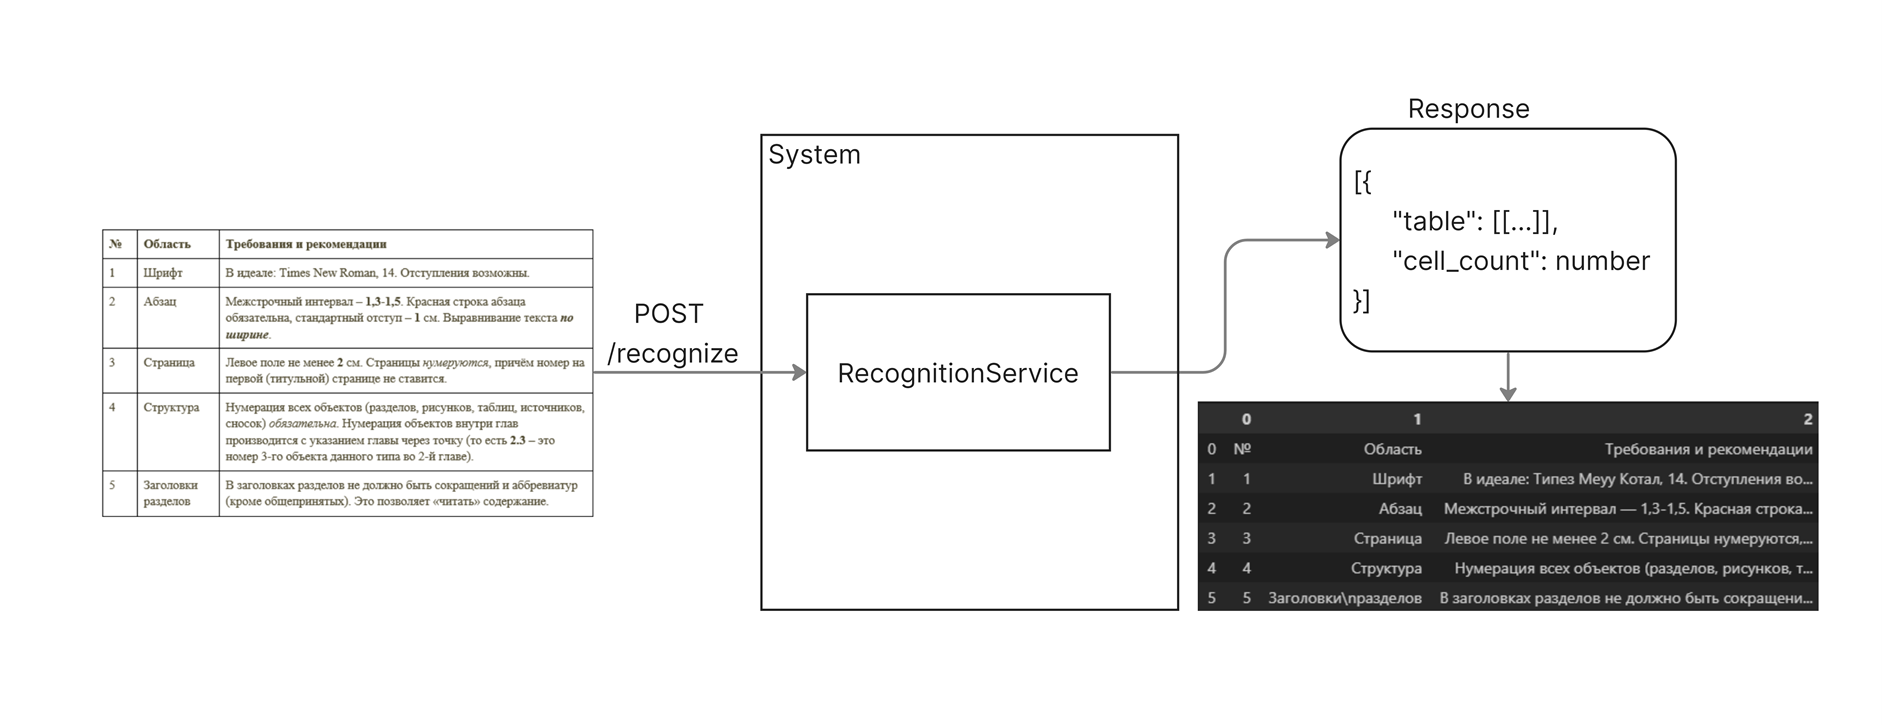 № Область Требования и рекомендации
1 Шрифт В идеале: Times New Roman, 14. Отступления возможны.
2 Абзац Межстрочный интервал – 1,3-1,5. Красная строка абзаца
обязательна, стандартный отступ – 1 см. Выравнивание текста по
ширине.
3 Страница Левое поле не менее 2 см. Страницы нумеруются, причём номер на
первой (титульной) странице не ставится.
4 Структура Нумерация всех объектов (разделов, рисунков, таблиц, источников,
сносок) обязательна. Нумерация объектов внутри глав
производится с указанием главы через точку (то есть 2.3 – это
номер 3-го объекта данного типа во 2-й главе).
5 Заголовки В заголовках разделов не должно быть сокращений и аббревиатур
разделов (кроме общепринятых). Это позволяет «читать» содержание.
POST
/recognize
System
RecognitionService
Response
[{
"table": [[...]],
"cell_count": number
}]
0 1 2
0 № Область Требования и рекомендации
1 1 Шрифт В идеале: Типез Меуу Котал, 14. Отступления во...
2 2 Абзац Межстрочный интервал — 1,3-1,5. Красная строка...
3 3 Страница Левое поле не менее 2 см. Страницы нумеруются,...
4 4 Структура Нумерация всех объектов (разделов, рисунков, т...
5 5 Заголовки\nразделов В заголовках разделов не должно быть сокращени...